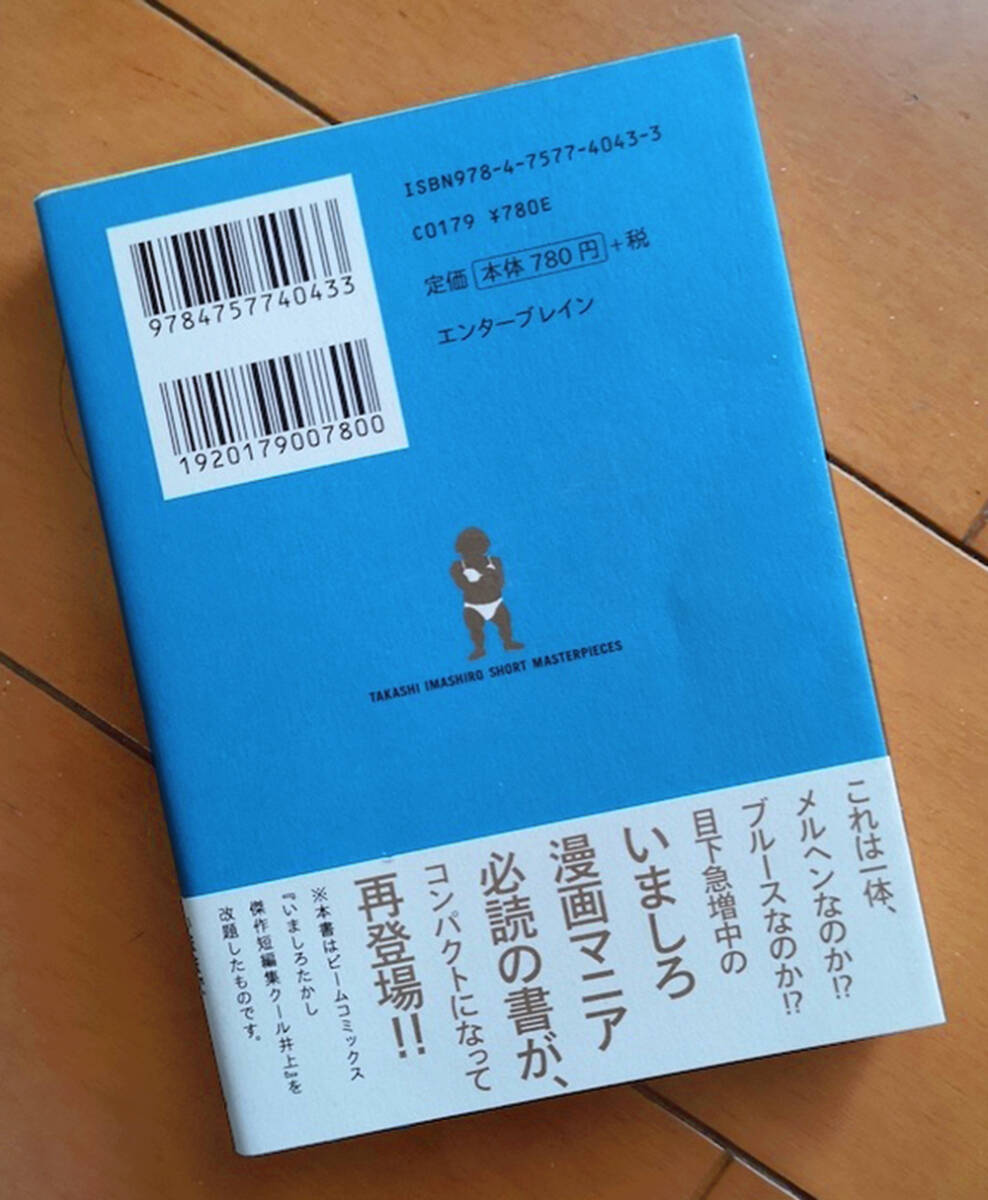 ISBN978-4-7577-4043-3
C0179 ¥780E
定価 本体 780 円 +税
エンターブレイン
9784757740433
1920179007800
TAKASHI IMASHIRO SHORT MASTERPIECES
これは一体、
メルヘンなのか!?
ブルースなのか!?
目下急増中の
いましろ
漫画マニア
必読の書が、
コンパクトになって
再登場!!
※本書はビームコミックス
『いましろたかし
傑作短編集クール井上』を
改題したものです。